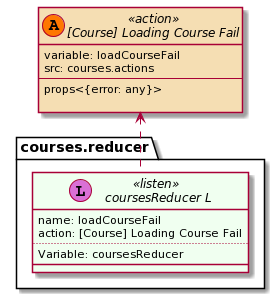 A
«action»
[Course] Loading Course Fail
variable: loadCourseFail
src: courses.actions
props<{error: any}>
courses.reducer
L
«listen»
coursesReducer L
name: loadCourseFail
action: [Course] Loading Course Fail
Variable: coursesReducer